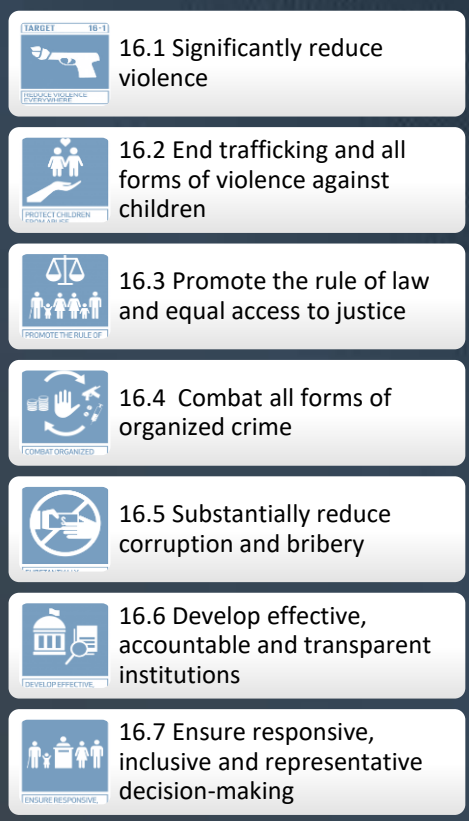 TARGET 16-1
REDUCE VIOLENCE
EVERYWHERE
16.1 Significantly reduce
violence
PROTECT CHILDREN
FROM ABUSE
16.2 End trafficking and all
forms of violence against
children
PROMOTE THE RULE OF
16.3 Promote the rule of law
and equal access to justice
COMBAT ORGANIZED
16.4 Combat all forms of
organized crime
SUBSTANTIALLY
16.5 Substantially reduce
corruption and bribery
DEVELOP EFFECTIVE,
16.6 Develop effective,
accountable and transparent
institutions
ENSURE RESPONSIVE,
16.7 Ensure responsive,
inclusive and representative
decision-making